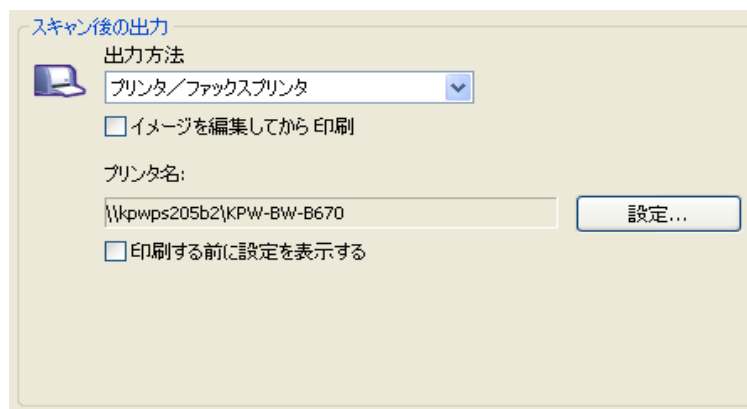 スキャン後の出力
出力方法
プリンタ／ファックスプリンタ
イメージを編集してから印刷
プリンタ名:
\\kpwps205b2\KPW-BW-B670
設定...
印刷する前に設定を表示する